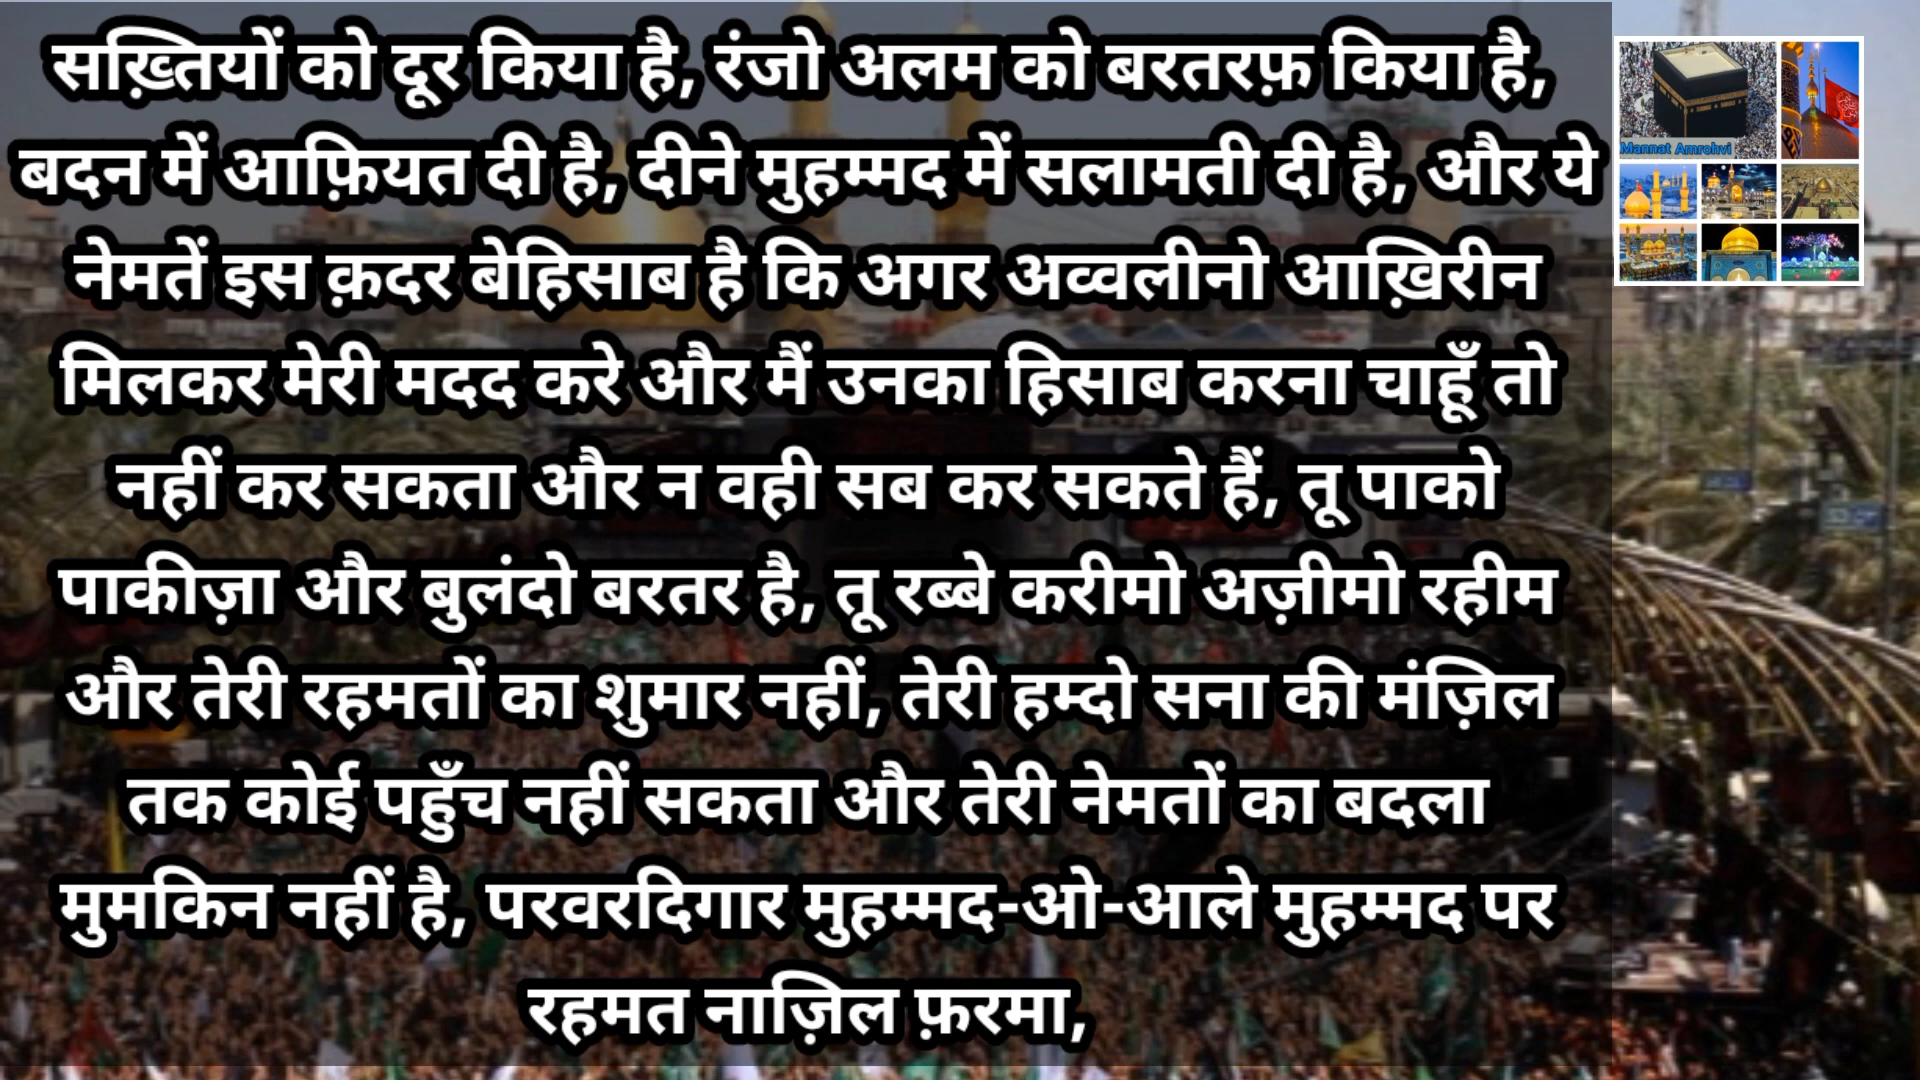 सख़्तियों को दूर किया है, रंजो अलम को बरतरफ़ किया है,
बदन में आफ़ियत दी है, दीने मुहम्मद में सलामती दी है, और ये
नेमतें इस क़दर बेहिसाब है कि अगर अव्वलीनो आख़िरीन
मिलकर मेरी मदद करे और मैं उनका हिसाब करना चाहूँ तो
नहीं कर सकता और न वही सब कर सकते हैं, तू पाको
पाकीज़ा और बुलंदो बरतर है, तू रब्बे करीमो अज़ीमो रहीम
और तेरी रहमतों का शुमार नहीं, तेरी हम्दो सना की मंज़िल
तक कोई पहुँच नहीं सकता और तेरी नेमतों का बदला
मुमकिन नहीं है, परवरदिगार मुहम्मद-ओ-आले मुहम्मद पर
रहमत नाज़िल फ़रमा,
Mannat Amrohvi